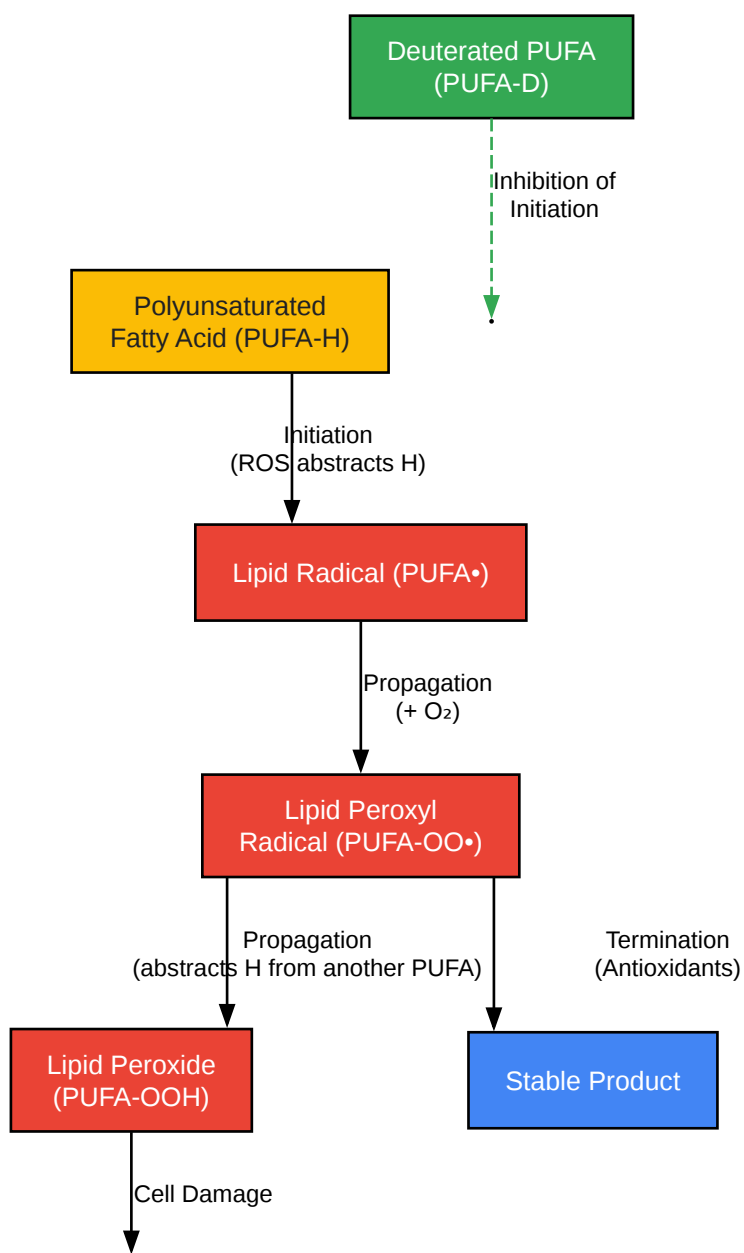 Deuterated PUFA
(PUFA-D)
Inhibition of
Initiation
Polyunsaturated
Fatty Acid (PUFA-H)
Initiation
(ROS abstracts H)
Lipid Radical (PUFA•)
Propagation
(+ O₂)
Lipid Peroxyl
Radical (PUFA-OO•)
Propagation
(abstracts H from another PUFA)
Termination
(Antioxidants)
Lipid Peroxide
(PUFA-OOH)
Stable Product
Cell Damage